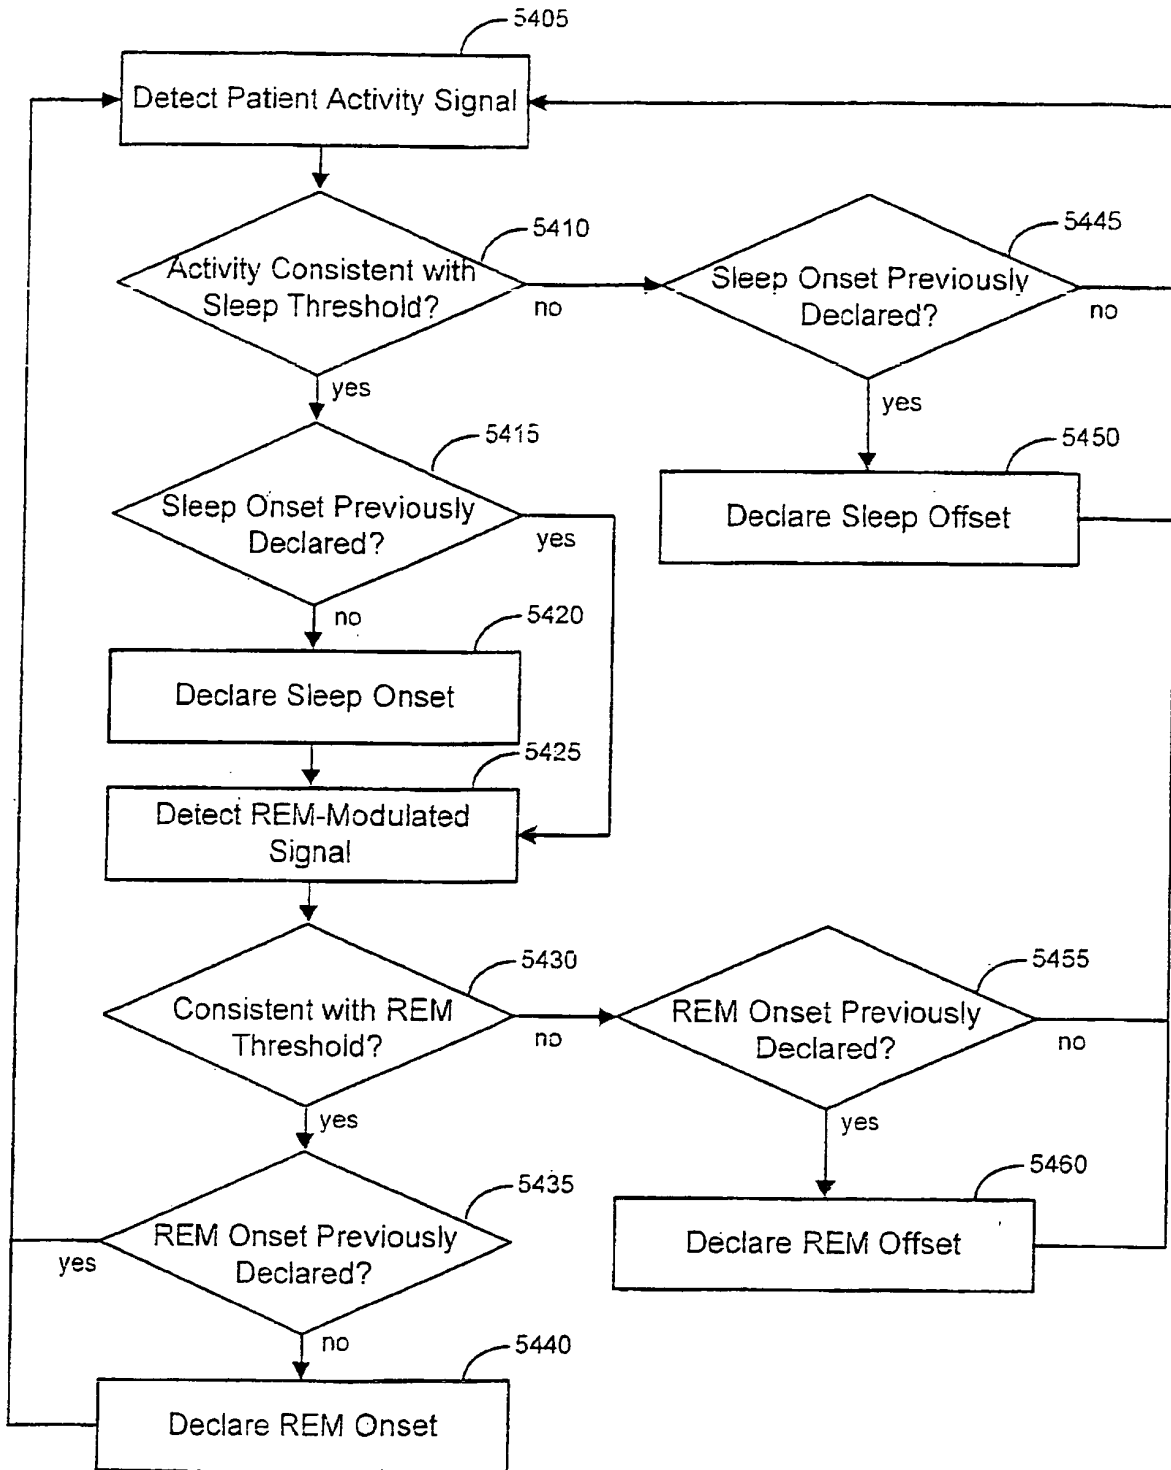 5405
Detect Patient Activity Signal
5410
Activity Consistent with
Sleep Threshold?
no
yes
5445
Sleep Onset Previously
Declared?
no
yes
5450
Declare Sleep Offset
5415
Sleep Onset Previously
Declared?
yes
no
5420
Declare Sleep Onset
5425
Detect REM-Modulated
Signal
5430
Consistent with REM
Threshold?
no
yes
5455
REM Onset Previously
Declared?
no
yes
5460
Declare REM Offset
5435
REM Onset Previously
Declared?
yes
no
5440
Declare REM Onset